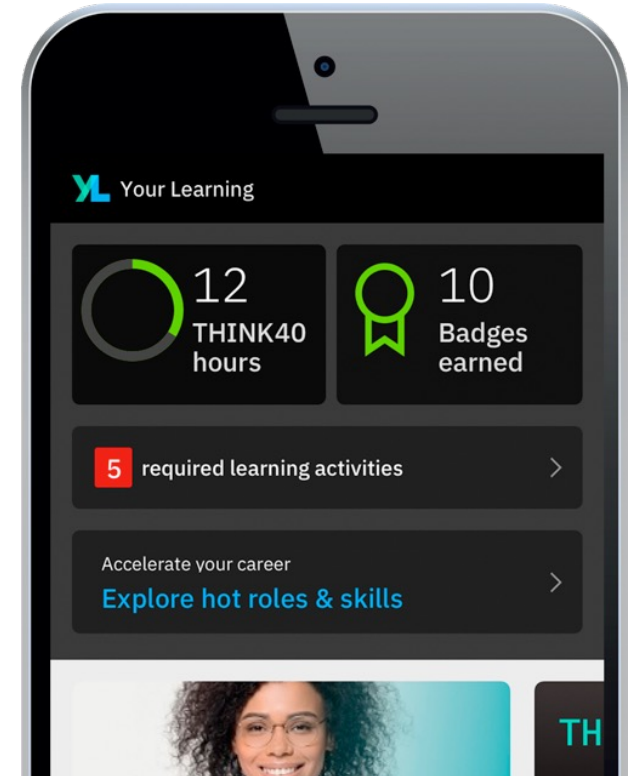 YL Your Learning
12
THINK40
hours
10
Badges
earned
5 required learning activities
Accelerate your career
Explore hot roles & skills
TH